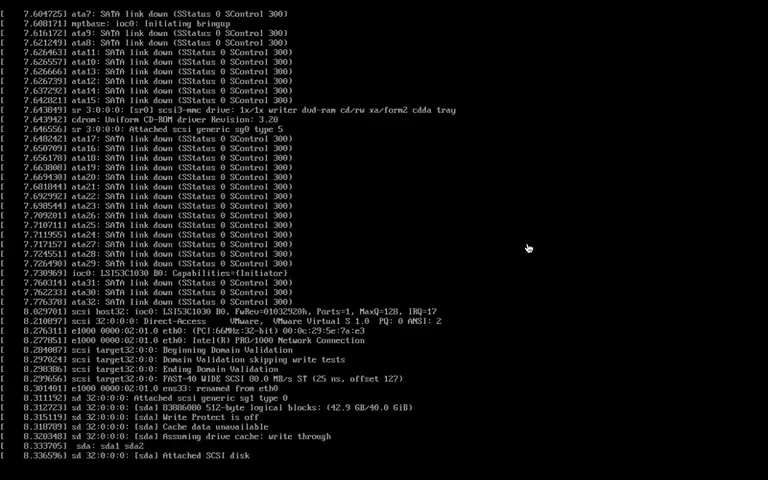 [    7.604725] ata7: SATA link down (SStatus 0 SControl 300)
[    7.608171] mptbase: ioc0: Initiating bringup
[    7.616172] ata9: SATA link down (SStatus 0 SControl 300)
[    7.621249] ata8: SATA link down (SStatus 0 SControl 300)
[    7.626463] ata11: SATA link down (SStatus 0 SControl 300)
[    7.626557] ata10: SATA link down (SStatus 0 SControl 300)
[    7.626666] ata13: SATA link down (SStatus 0 SControl 300)
[    7.626739] ata12: SATA link down (SStatus 0 SControl 300)
[    7.637292] ata14: SATA link down (SStatus 0 SControl 300)
[    7.642821] ata15: SATA link down (SStatus 0 SControl 300)
[    7.643849] sr 3:0:0:0: [sr0] scsi3-mmc drive: 1x/1x writer dvd-ram cd/rw xa/form2 cdda tray
[    7.643942] cdrom: Uniform CD-ROM driver Revision: 3.20
[    7.646556] sr 3:0:0:0: Attached scsi generic sg0 type 5
[    7.648242] ata17: SATA link down (SStatus 0 SControl 300)
[    7.650709] ata16: SATA link down (SStatus 0 SControl 300)
[    7.656178] ata18: SATA link down (SStatus 0 SControl 300)
[    7.663808] ata19: SATA link down (SStatus 0 SControl 300)
[    7.669430] ata20: SATA link down (SStatus 0 SControl 300)
[    7.681844] ata21: SATA link down (SStatus 0 SControl 300)
[    7.692992] ata22: SATA link down (SStatus 0 SControl 300)
[    7.698544] ata23: SATA link down (SStatus 0 SControl 300)
[    7.709201] ata26: SATA link down (SStatus 0 SControl 300)
[    7.710711] ata25: SATA link down (SStatus 0 SControl 300)
[    7.711955] ata24: SATA link down (SStatus 0 SControl 300)
[    7.717157] ata27: SATA link down (SStatus 0 SControl 300)
[    7.724551] ata28: SATA link down (SStatus 0 SControl 300)
[    7.726490] ata29: SATA link down (SStatus 0 SControl 300)
[    7.730969] ioc0: LSI53C1030 B0: Capabilities={Initiator}
[    7.760314] ata31: SATA link down (SStatus 0 SControl 300)
[    7.762233] ata30: SATA link down (SStatus 0 SControl 300)
[    7.776378] ata32: SATA link down (SStatus 0 SControl 300)
[    8.029701] scsi host32: ioc0: LSI53C1030 B0, FwRev=01032920h, Ports=1, MaxQ=128, IRQ=17
[    8.210897] scsi 32:0:0:0: Direct-Access     VMware,  VMware Virtual S 1.0  PQ: 0 ANSI: 2
[    8.276311] e1000 0000:02:01.0 eth0: (PCI:66MHz:32-bit) 00:0c:29:5e:7a:e3
[    8.277851] e1000 0000:02:01.0 eth0: Intel(R) PRO/1000 Network Connection
[    8.284087] scsi target32:0:0: Beginning Domain Validation
[    8.297024] scsi target32:0:0: Domain Validation skipping write tests
[    8.298386] scsi target32:0:0: Ending Domain Validation
[    8.299656] scsi target32:0:0: FAST-40 WIDE SCSI 80.0 MB/s ST (25 ns, offset 127)
[    8.301401] e1000 0000:02:01.0 ens33: renamed from eth0
[    8.311192] sd 32:0:0:0: Attached scsi generic sg1 type 0
[    8.312723] sd 32:0:0:0: [sda] 83886080 512-byte logical blocks: (42.9 GB/40.0 GiB)
[    8.315119] sd 32:0:0:0: [sda] Write Protect is off
[    8.318789] sd 32:0:0:0: [sda] Cache data unavailable
[    8.320348] sd 32:0:0:0: [sda] Assuming drive cache: write through
[    8.333705]  sda: sda1 sda2
[    8.336596] sd 32:0:0:0: [sda] Attached SCSI disk